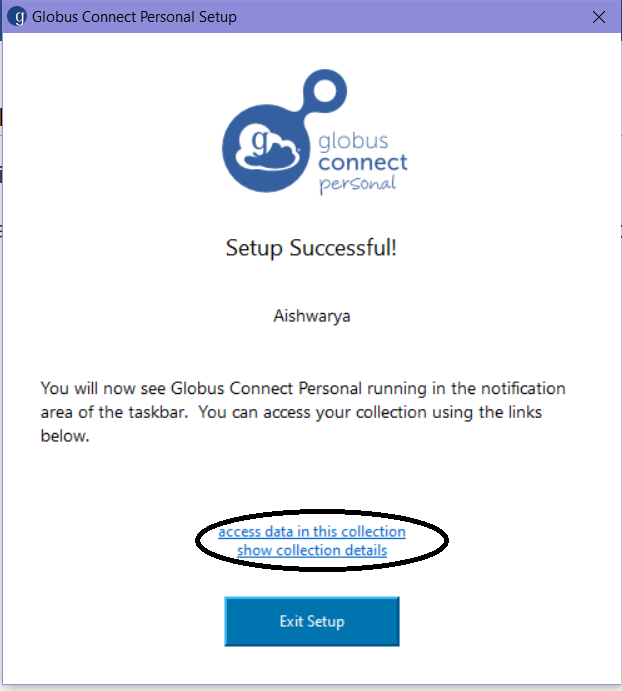 g Globus Connect Personal Setup
g
globus
connect
personal
Setup Successful!
Aishwarya
You will now see Globus Connect Personal running in the notification
area of the taskbar. You can access your collection using the links
below.
access data in this collection
show collection details
Exit Setup